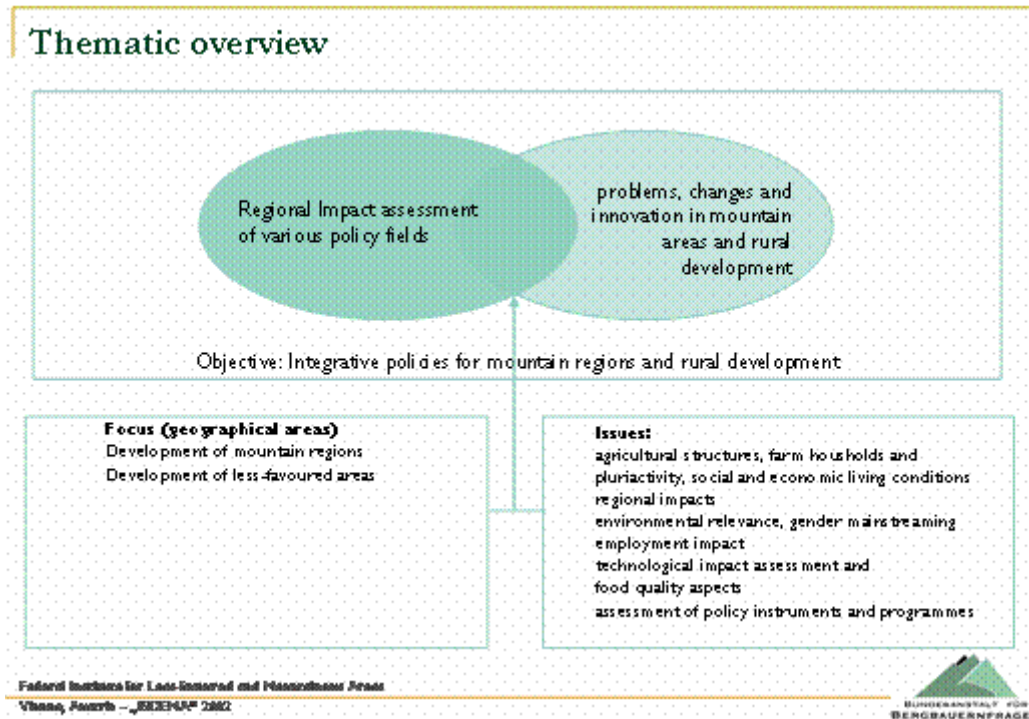 Thematic overview
Regional Impact assessment
of various policy fields
problems, changes and
innovation in mountain
areas and rural
development
Objective: Integrative policies for mountain regions and rural development
Focus (geographical areas)
Development of mountain regions
Development of less-favoured areas
Issues:
agricultural structures, farm housholds and
pluriactivity, social and economic living conditions
regional impacts
environmental relevance, gender mainstreaming
employment impact
technological impact assessment and
food quality aspects
assessment of policy instruments and programmes
Federal Institute for Less-Favoured and Mountainous Areas
Vienna, Austria – 2002
BUNDESANSTALT FÜR
BERGBAUERNFRAGEN